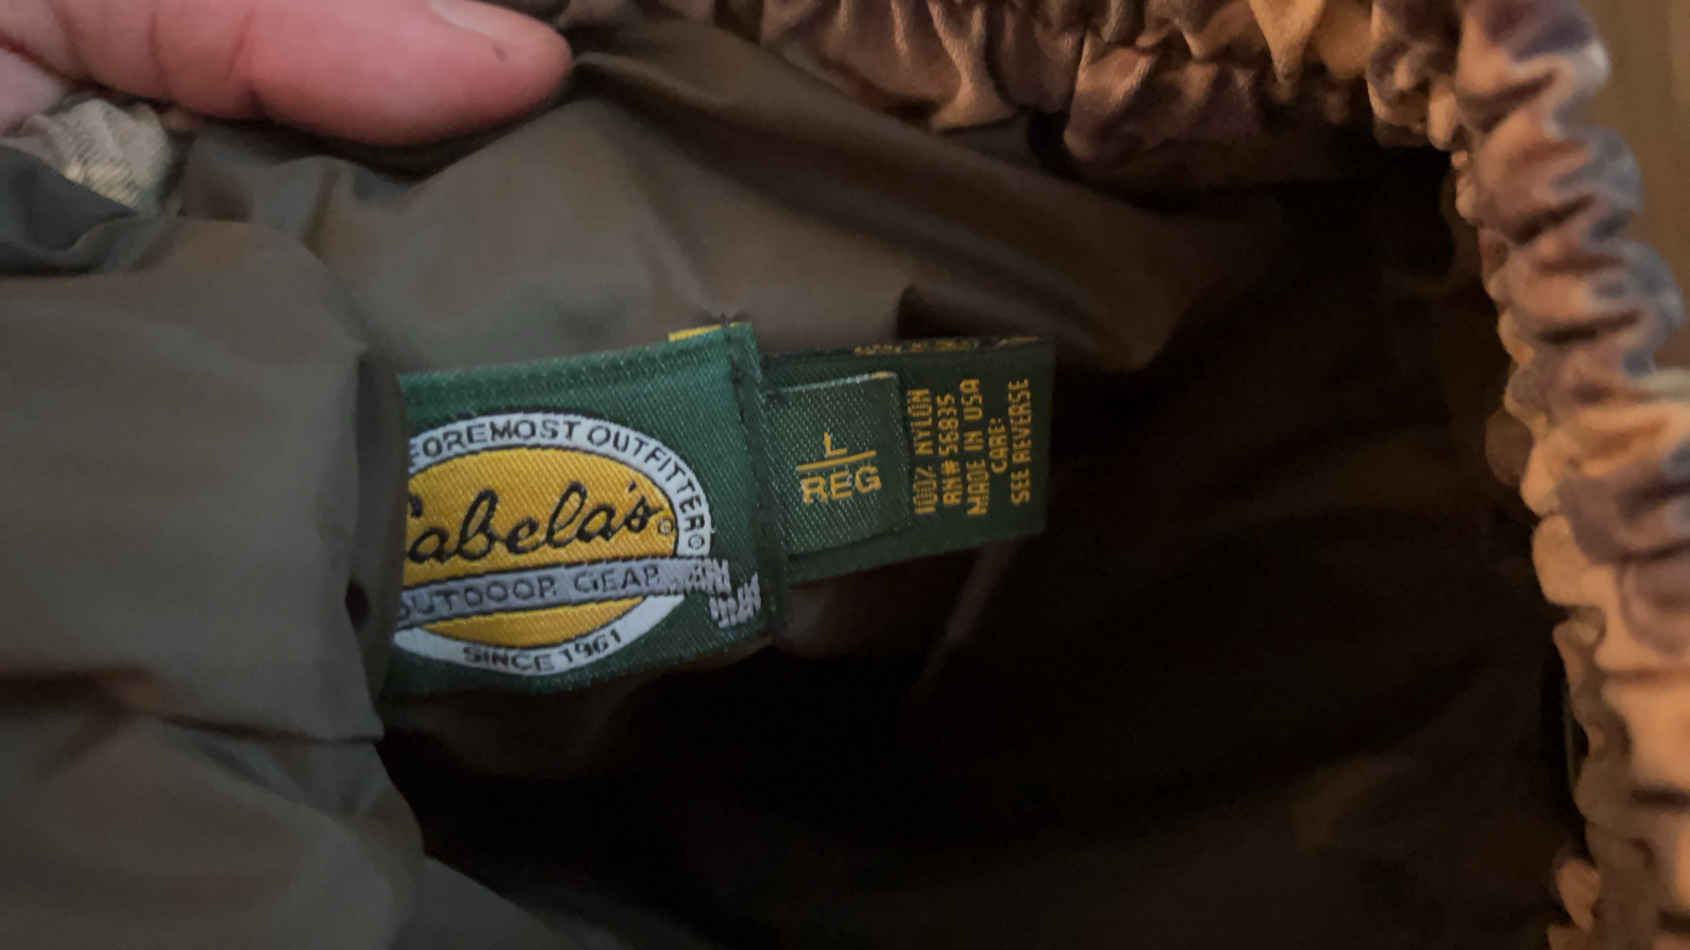 FOREMOST OUTFITTER
Cabela's®
OUTDOOR GEAR
SINCE 1961
L
REG
100% NYLON
RN# 56835
MADE IN USA
CARE:
SEE REVERSE